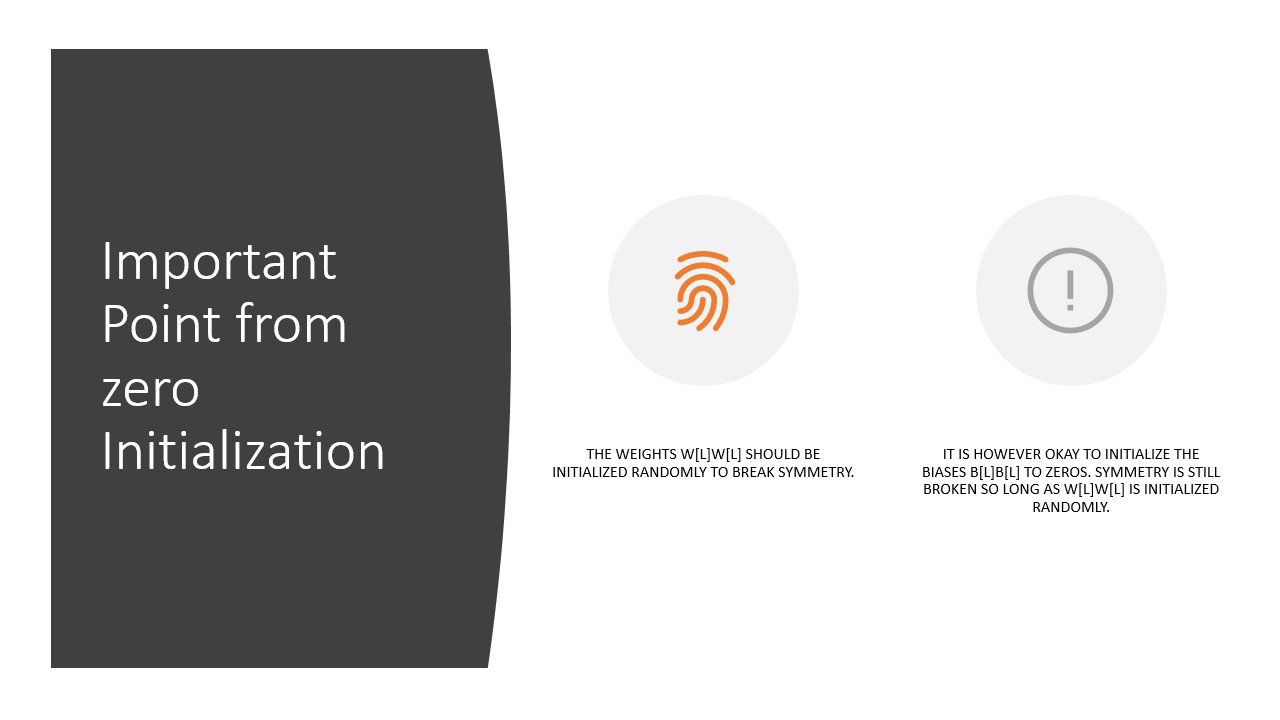 Important
Point from
zero
Initialization
THE WEIGHTS W[L]W[L] SHOULD BE
INITIALIZED RANDOMLY TO BREAK SYMMETRY.
IT IS HOWEVER OKAY TO INITIALIZE THE
BIASES B[L]B[L] TO ZEROS. SYMMETRY IS STILL
BROKEN SO LONG AS W[L]W[L] IS INITIALIZED
RANDOMLY.